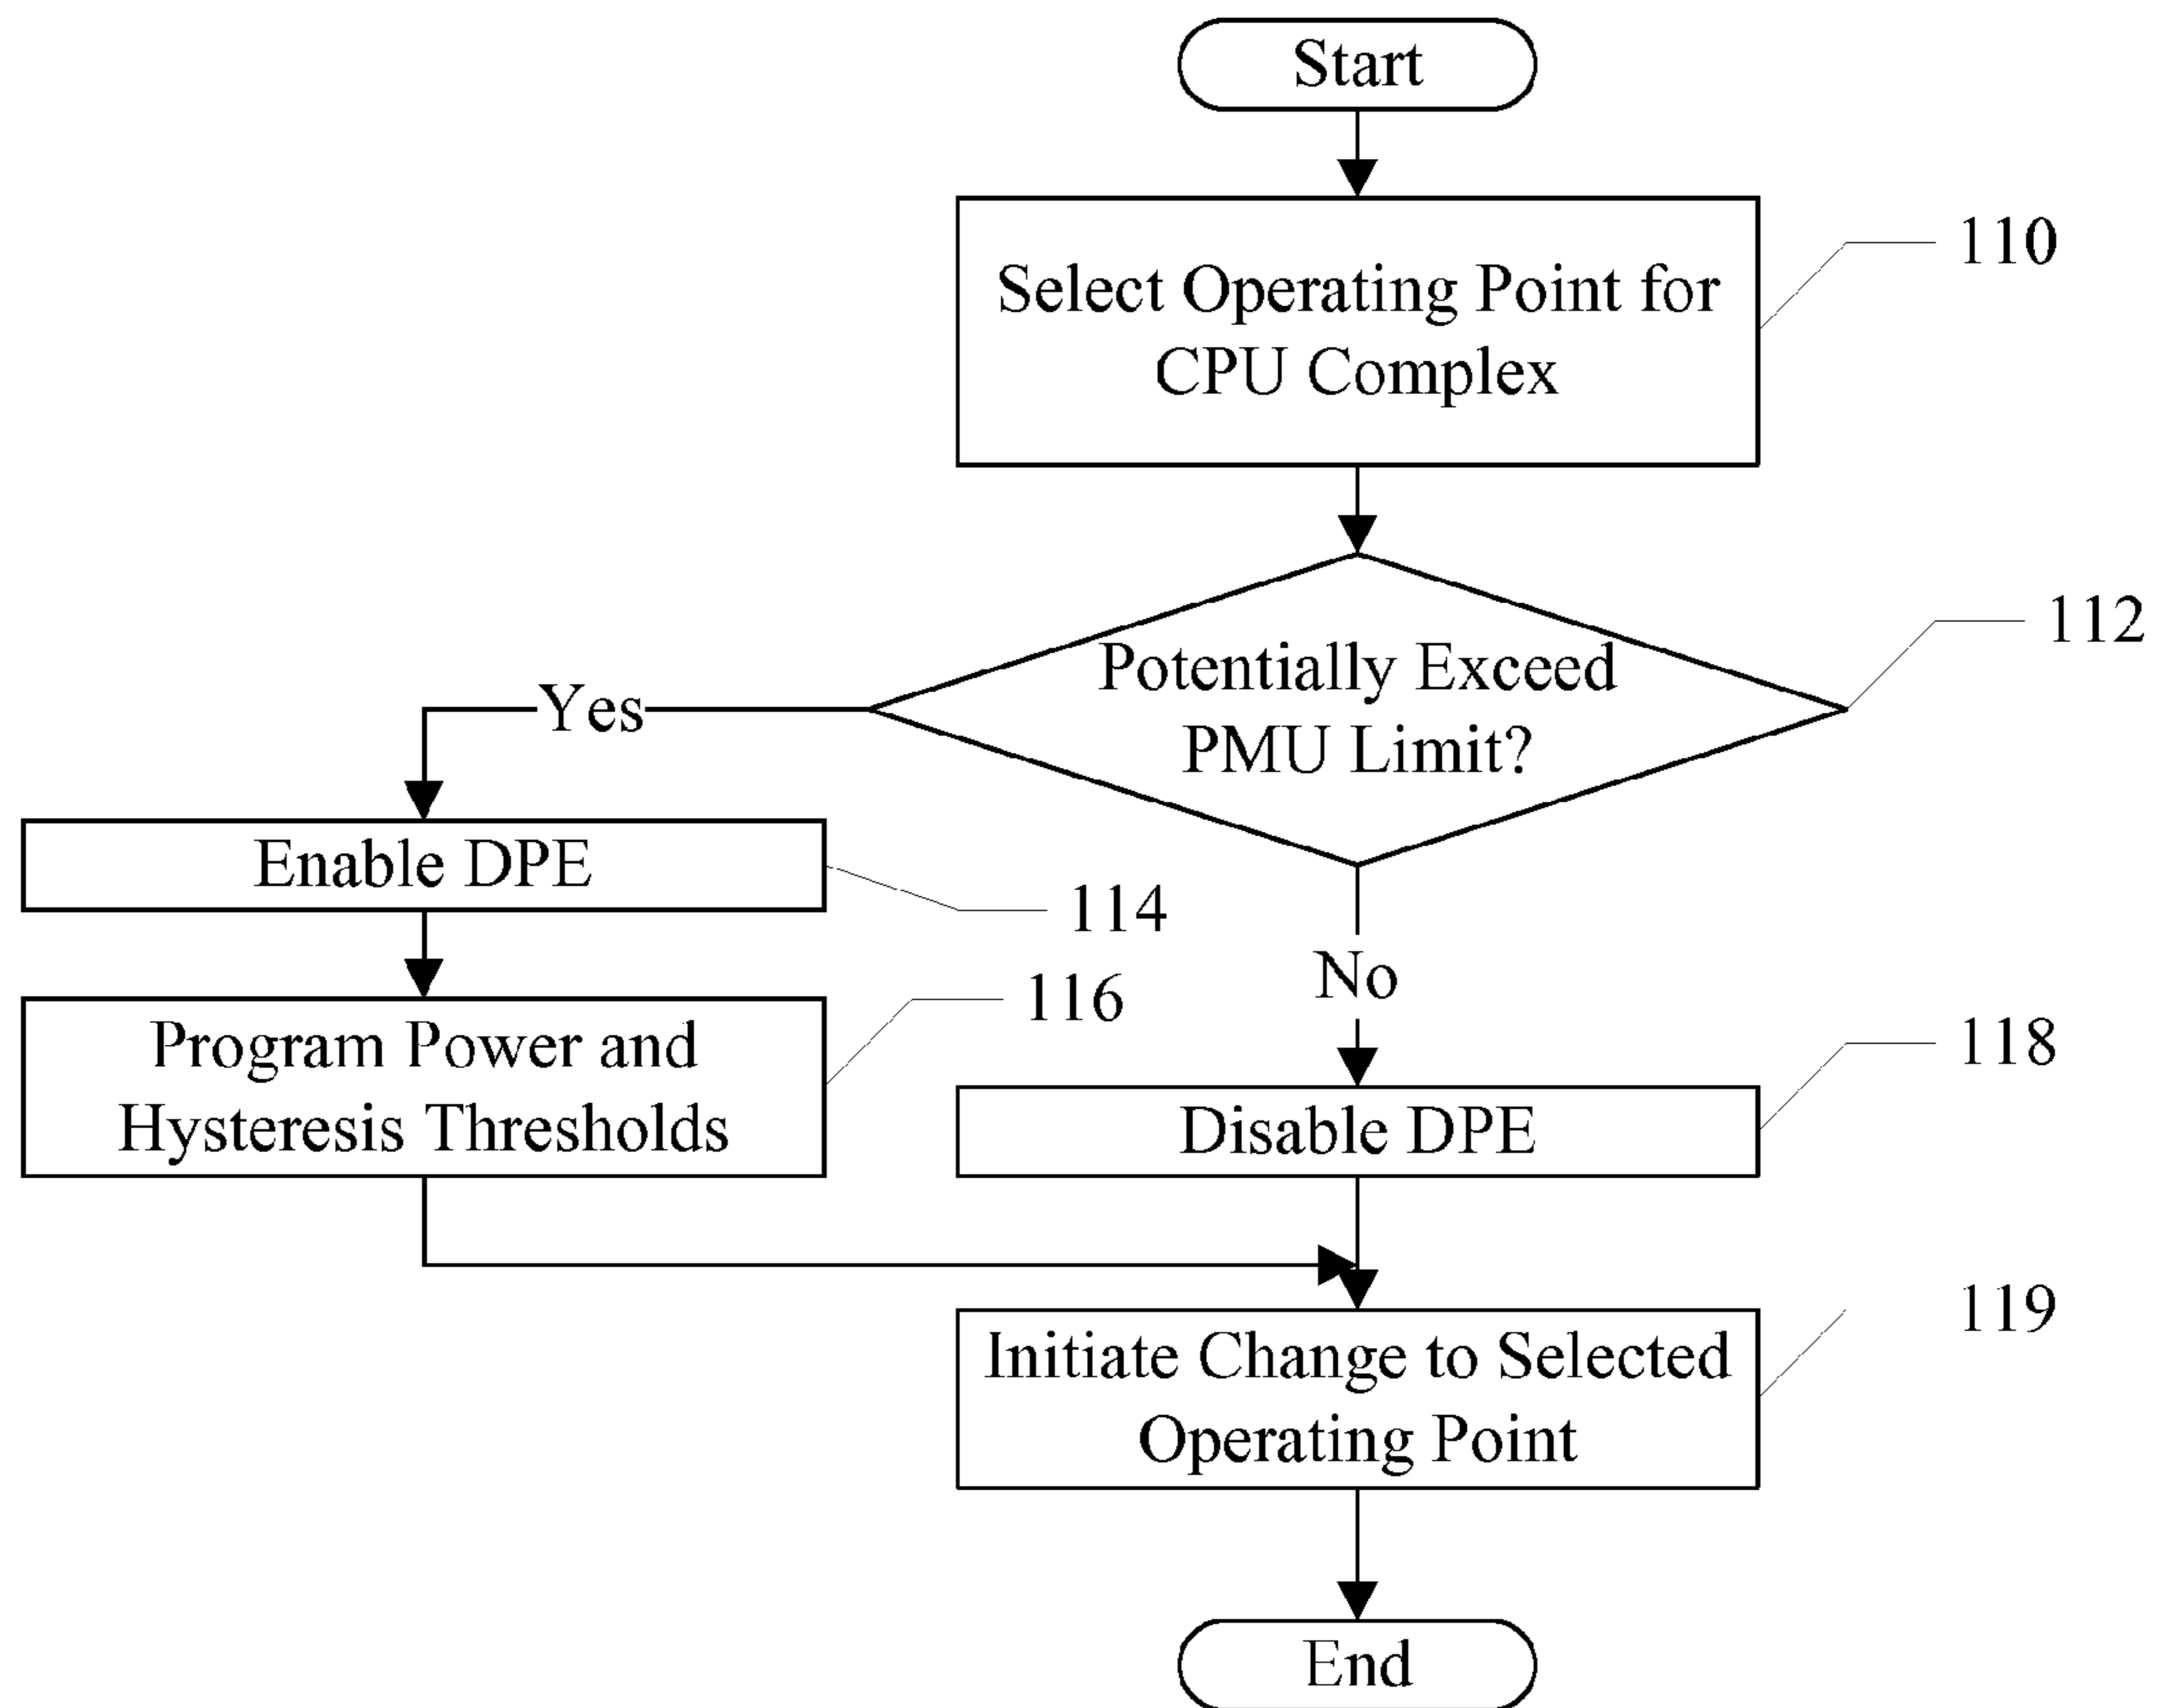 Start
Select Operating Point for
CPU Complex
110
Potentially Exceed
PMU Limit?
112
Yes
Enable DPE
114
No
Program Power and
Hysteresis Thresholds
116
Disable DPE
118
Initiate Change to Selected
Operating Point
119
End